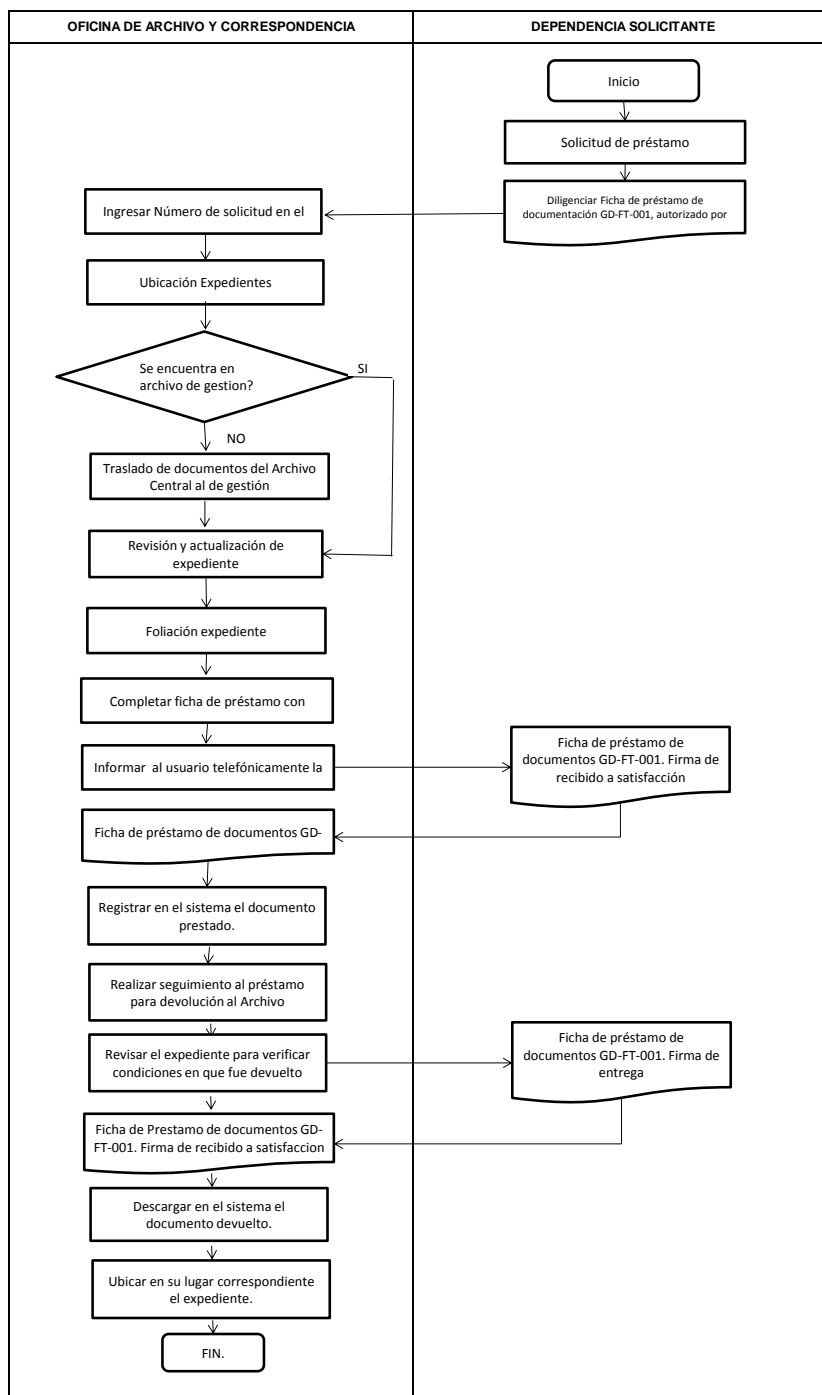 OFICINA DE ARCHIVO Y CORRESPONDENCIA
DEPENDENCIA SOLICITANTE
Inicio
Solicitud de préstamo
Diligenciar Ficha de préstamo de
documentación GD-FT-001, autorizado por
Ingresar Número de solicitud en el
Ubicación Expedientes
Se encuentra en
archivo de gestion?
SI
NO
Traslado de documentos del Archivo
Central al de gestión
Revisión y actualización de
expediente
Foliación expediente
Completar ficha de préstamo con
Informar al usuario telefónicamente la
Ficha de préstamo de
documentos GD-FT-001. Firma de
recibido a satisfacción
Ficha de préstamo de documentos GD-
Registrar en el sistema el documento
prestado.
Realizar seguimiento al préstamo
para devolución al Archivo
Revisar el expediente para verificar
condiciones en que fue devuelto
Ficha de préstamo de
documentos GD-FT-001. Firma de
entrega
Ficha de Prestamo de documentos GD-
FT-001. Firma de recibido a satisfaccion
Descargar en el sistema el
documento devuelto.
Ubicar en su lugar correspondiente
el expediente.
FIN.